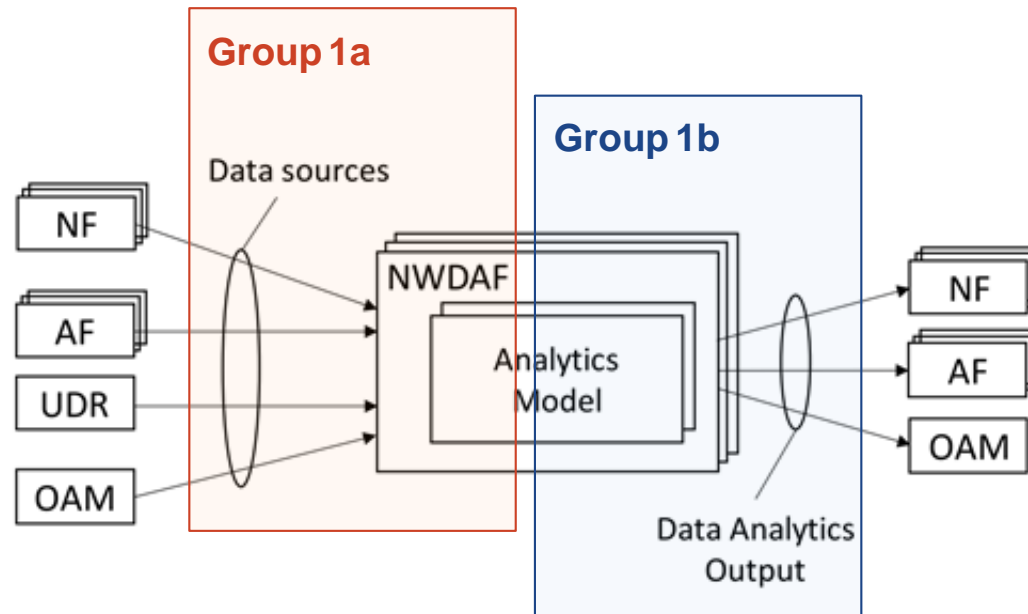 Group 1a
Group 1b
Data sources
NF
AF
UDR
OAM
NWDAF
Analytics
Model
NF
AF
OAM
Data Analytics
Output